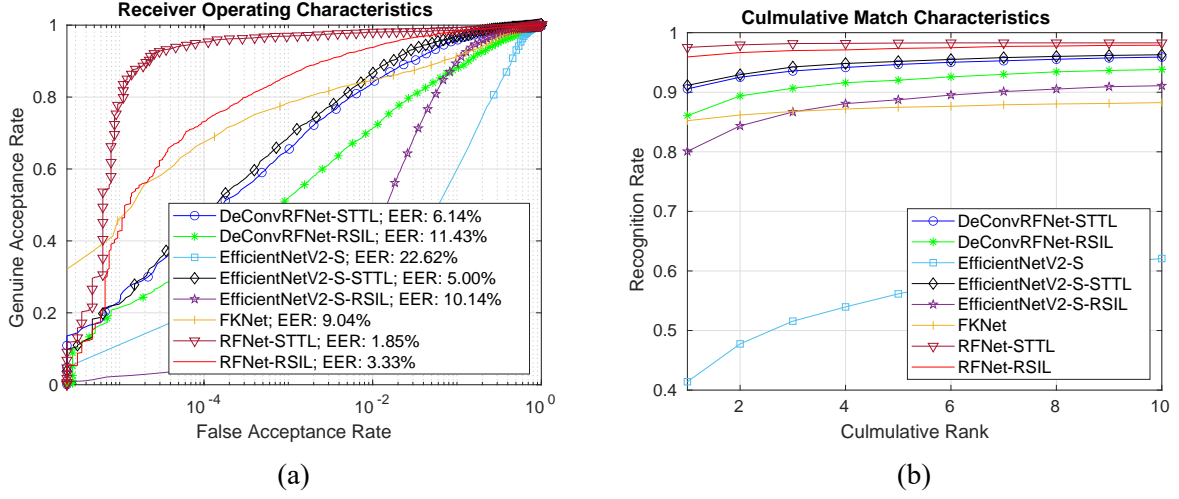 Receiver Operating Characteristics
Genuine Acceptance Rate
1
0.8
0.6
0.4
0.2
0
DeConvRFNet-STTL; EER: 6.14%
DeConvRFNet-RSIL; EER: 11.43%
EfficientNetV2-S; EER: 22.62%
EfficientNetV2-S-STTL; EER: 5.00%
EfficientNetV2-S-RSIL; EER: 10.14%
FKNet; EER: 9.04%
RFNet-STTL; EER: 1.85%
RFNet-RSIL; EER: 3.33%
10^-4 10^-2 10^0
False Acceptance Rate
(a)
Culmulative Match Characteristics
Recognition Rate
1
0.9
0.8
0.7
0.6
0.5
0.4
DeConvRFNet-STTL
DeConvRFNet-RSIL
EfficientNetV2-S
EfficientNetV2-S-STTL
EfficientNetV2-S-RSIL
FKNet
RFNet-STTL
RFNet-RSIL
2 4 6 8 10
Culmulative Rank
(b)